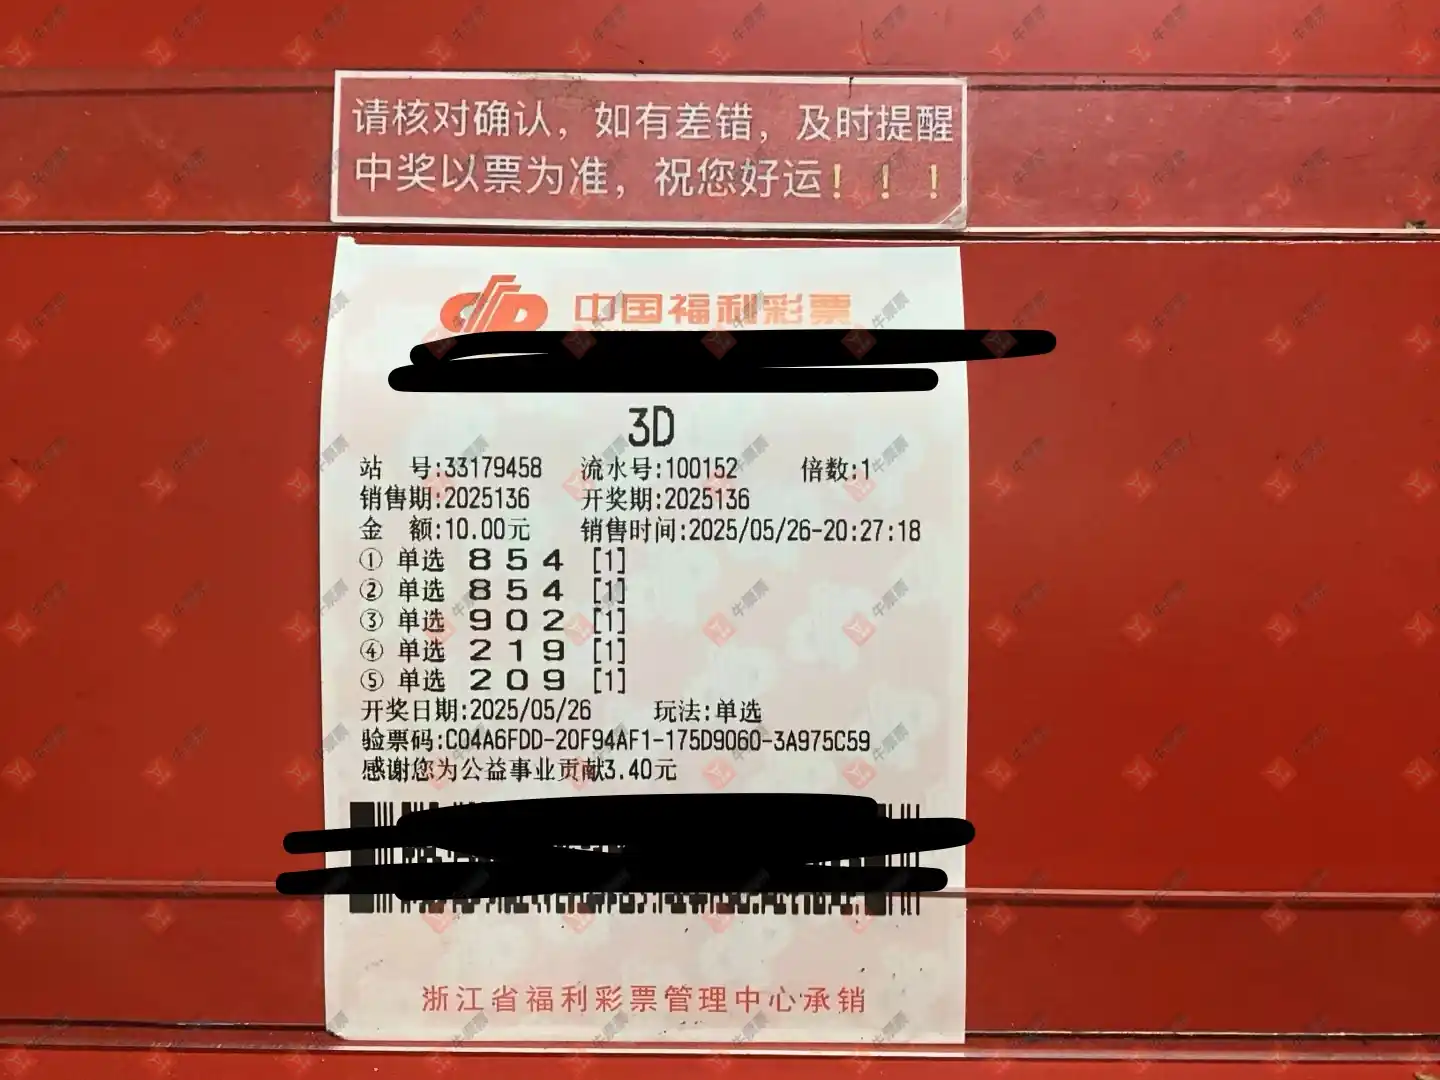 请核对确认，如有差错，及时提醒
中奖以票为准，祝您好运！！！
中国福利彩票
3D
站　号:33179458　流水号:100152　倍数:1
销售期:2025136　开奖期:2025136
金　额:10.00元　销售时间:2025/05/26-20:27:18
① 单选 8 5 4 [1]
② 单选 8 5 4 [1]
③ 单选 9 0 2 [1]
④ 单选 2 1 9 [1]
⑤ 单选 2 0 9 [1]
开奖日期:2025/05/26　玩法:单选
验票码:C04A6FDD-20F94AF1-175D9060-3A975C59
感谢您为公益事业贡献3.40元
浙江省福利彩票管理中心承销
牛票票